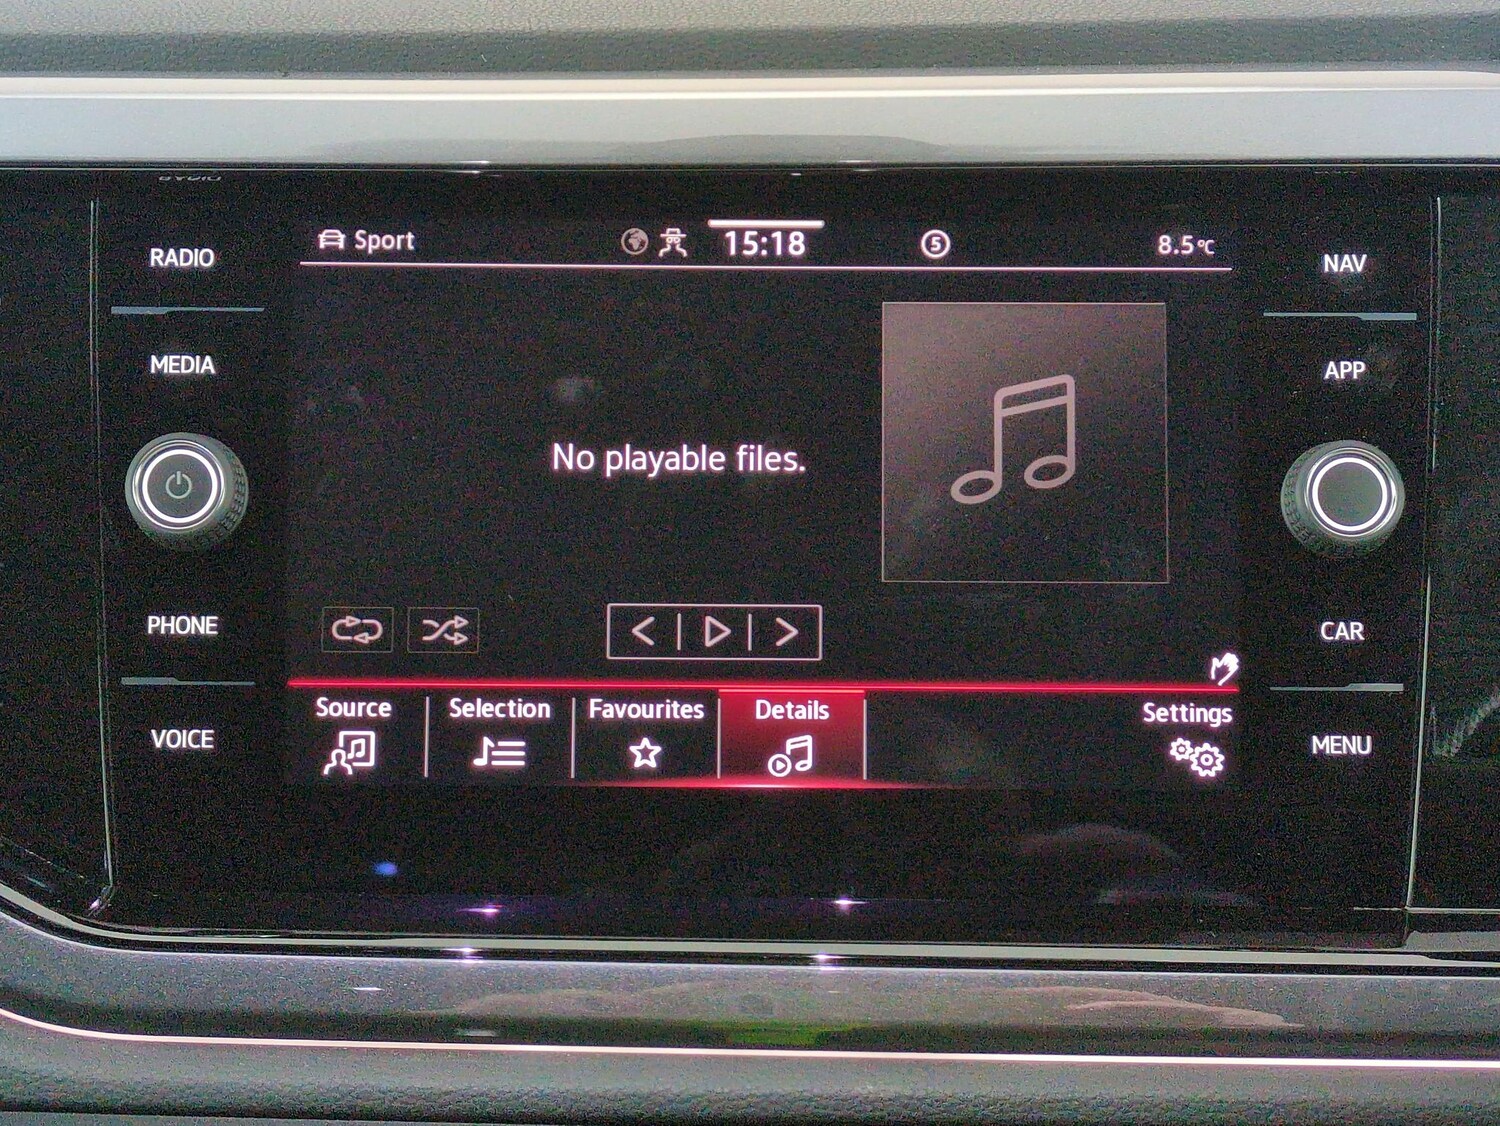 Sport 15:18 5 8.5°C
RADIO
NAV
MEDIA
APP
No playable files.
PHONE
CAR
Source Selection Favourites Details Settings
VOICE
MENU